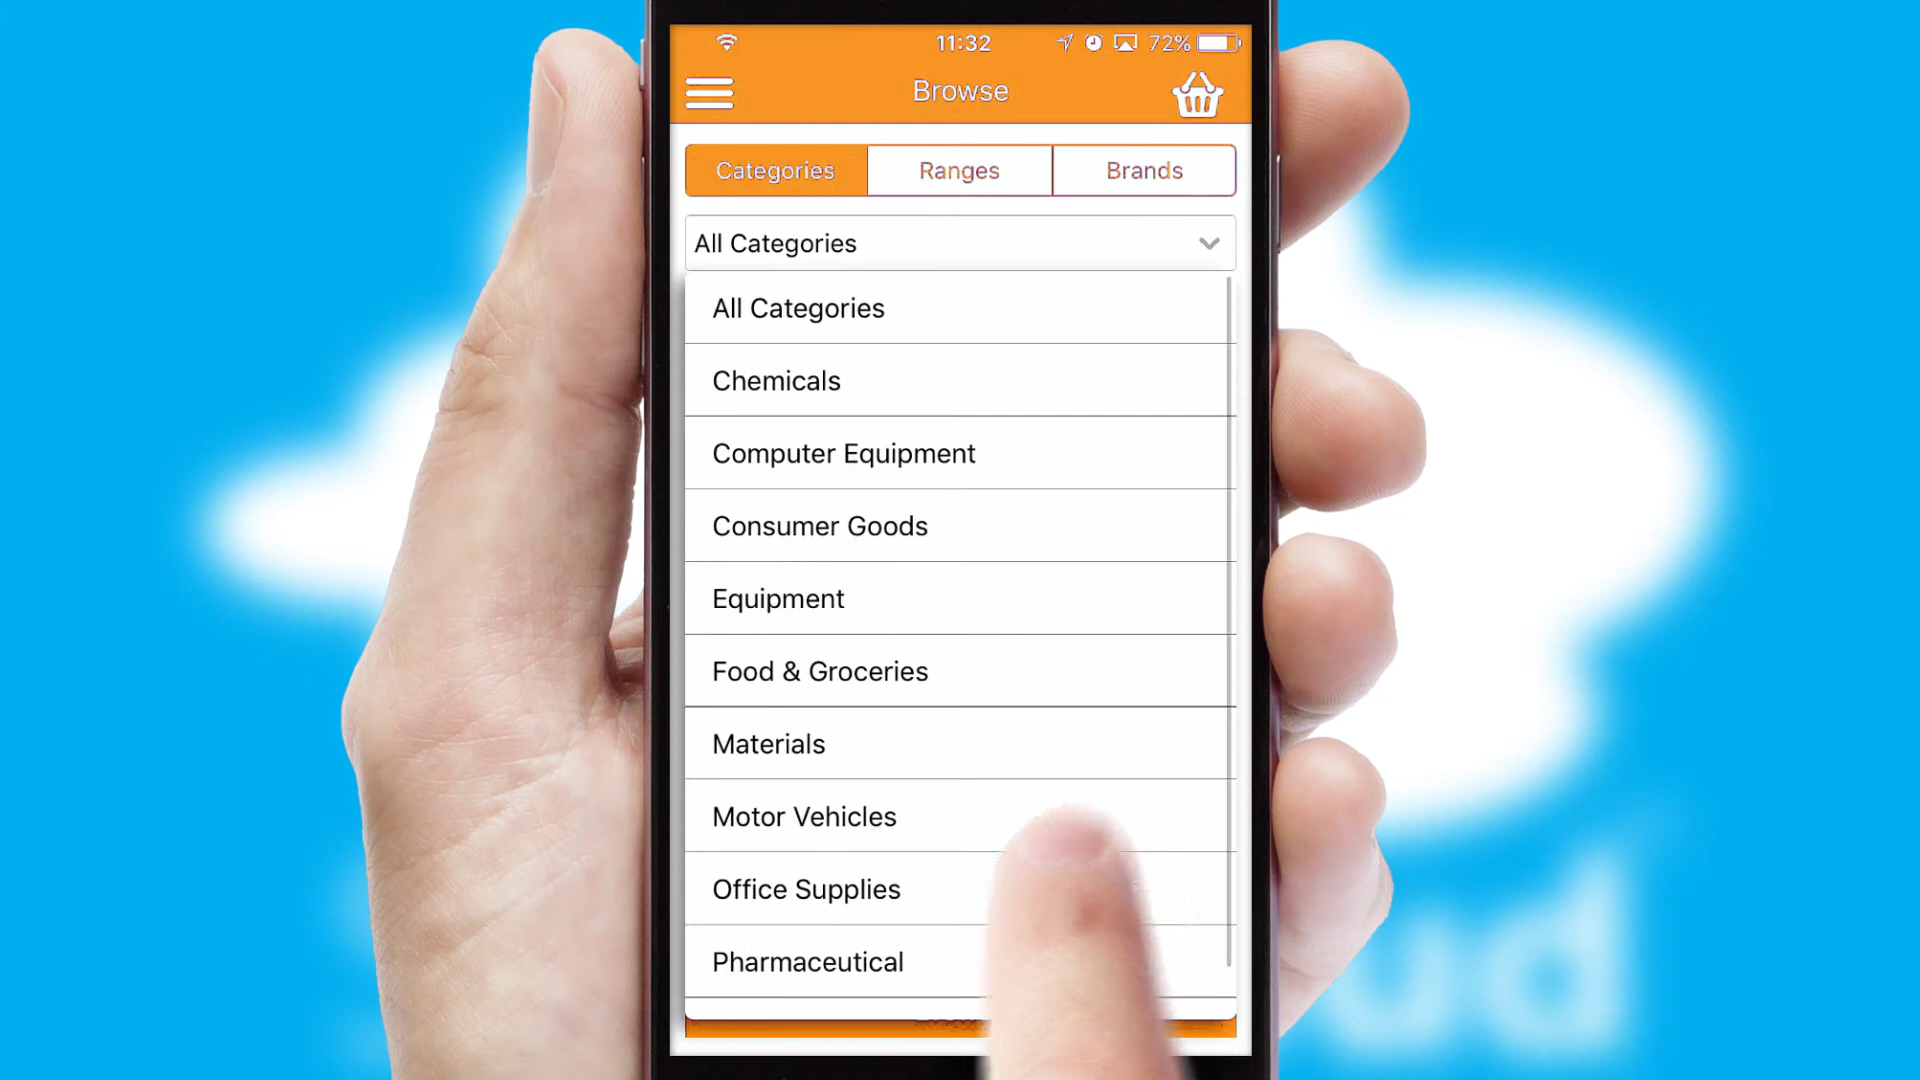 11:32
72%
Browse
Categories
Ranges
Brands
All Categories
All Categories
Chemicals
Computer Equipment
Consumer Goods
Equipment
Food & Groceries
Materials
Motor Vehicles
Office Supplies
Pharmaceutical